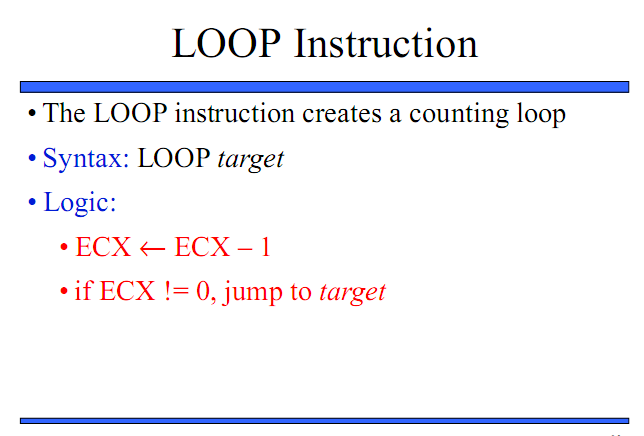 LOOP Instruction
• The LOOP instruction creates a counting loop
• Syntax: LOOP target
• Logic:
• ECX ← ECX – 1
• if ECX != 0, jump to target